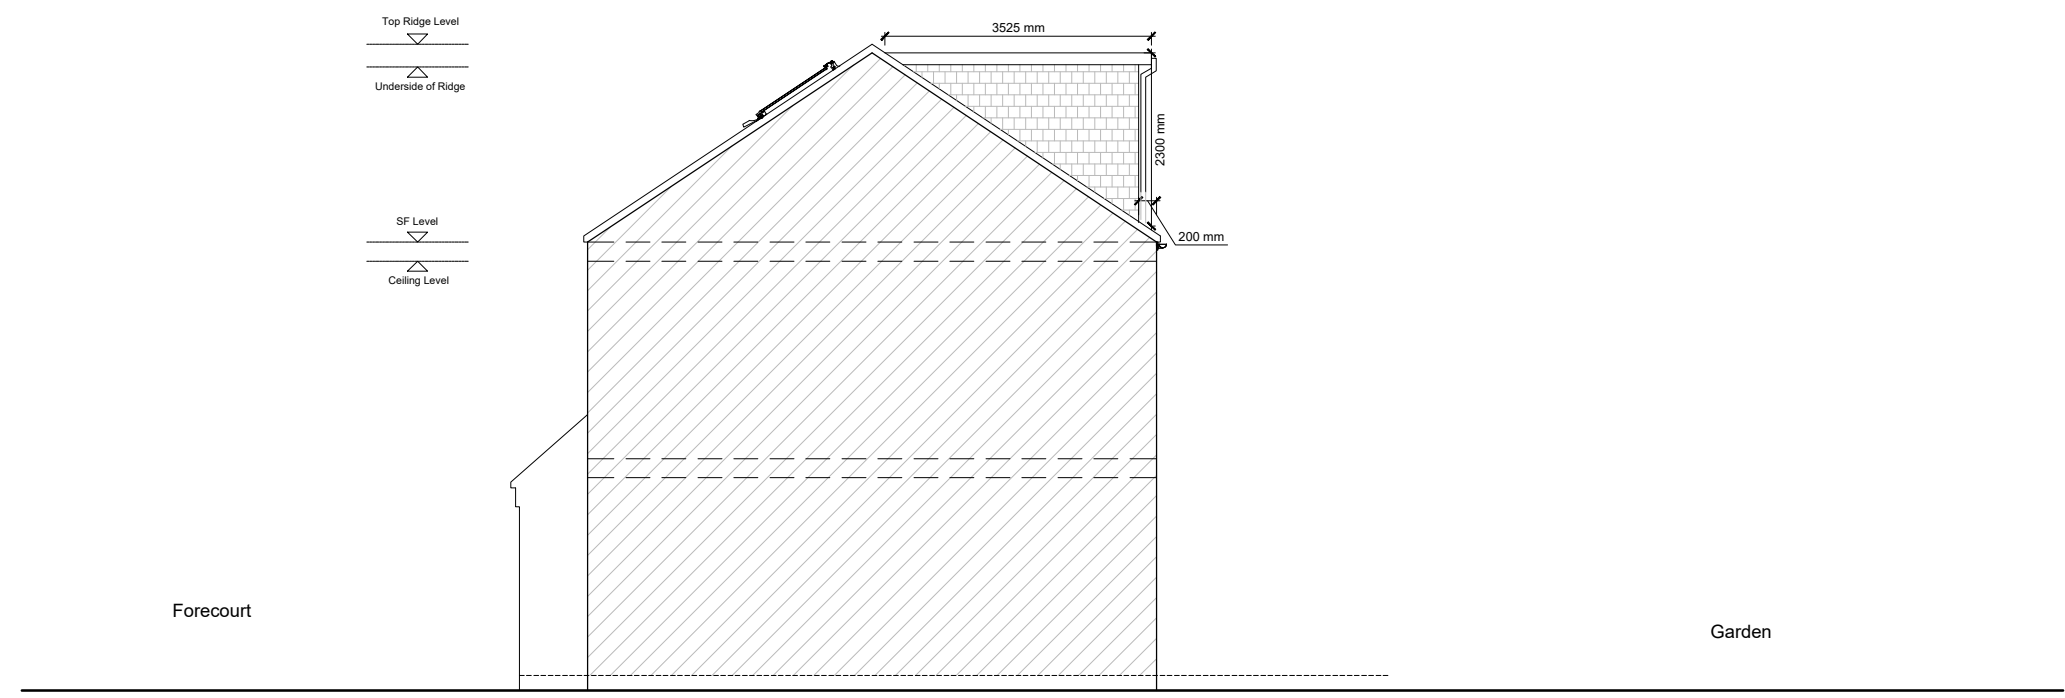 Top Ridge Level
3525 mm
Underside of Ridge
2300 mm
SF Level
200 mm
Ceiling Level
Forecourt
Garden